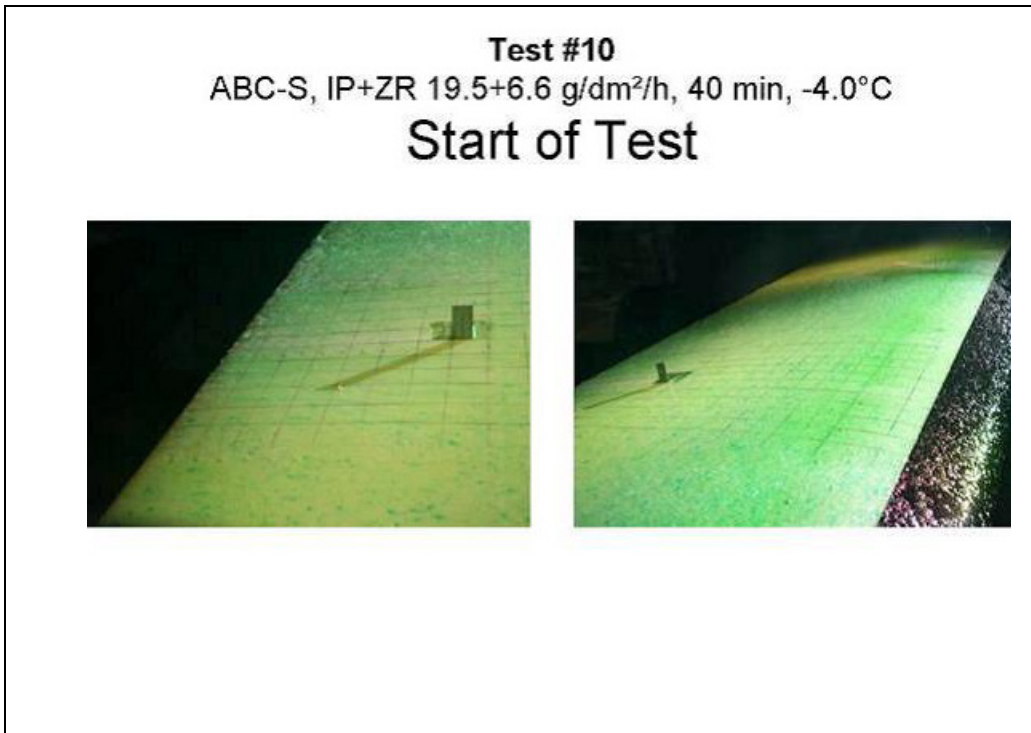 Test #10
ABC-S, IP+ZR 19.5+6.6 g/dm²/h, 40 min, -4.0°C
Start of Test